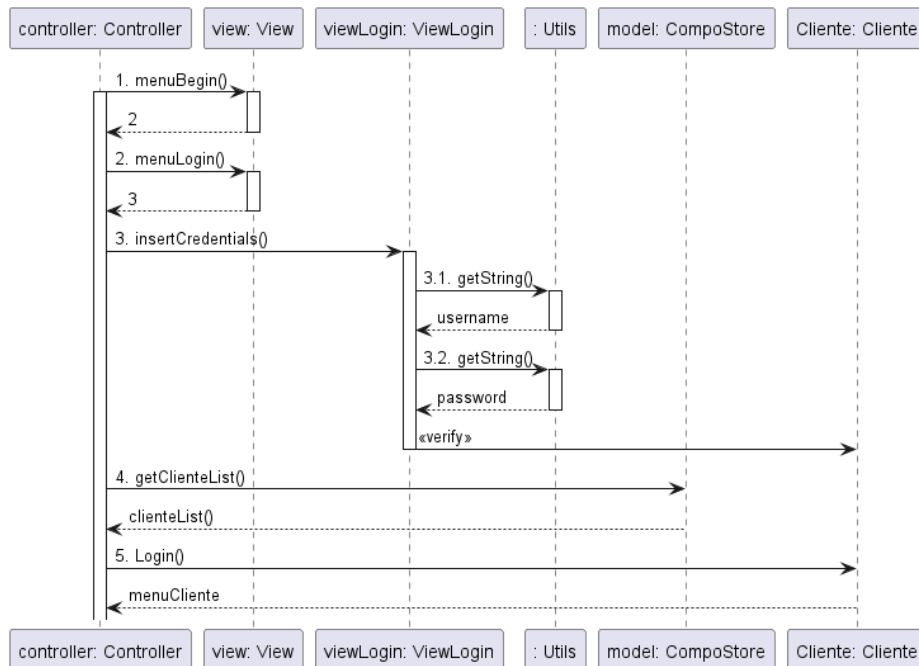 controller: Controller view: View viewLogin: ViewLogin : Utils model: CompoStore Cliente: Cliente
1. menuBegin()
2
2. menuLogin()
3
3. insertCredentials()
3.1. getString()
username
3.2. getString()
password
«verify»
4. getClienteList()
clienteList()
5. Login()
menuCliente
controller: Controller view: View viewLogin: ViewLogin : Utils model: CompoStore Cliente: Cliente